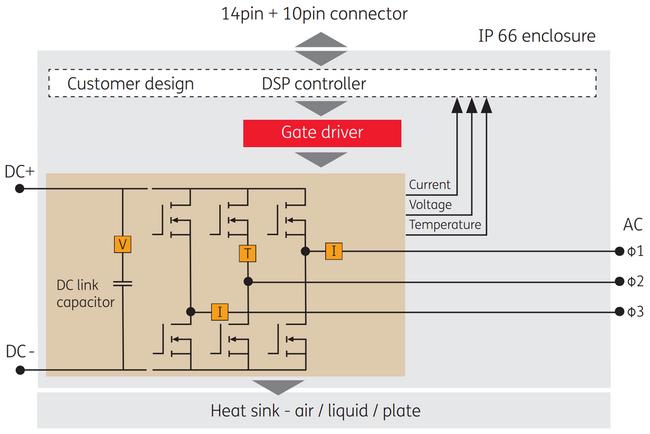 14pin + 10pin connector
IP 66 enclosure
Customer design
DSP controller
Gate driver
DC+
Current
Voltage
Temperature
AC
V
T
I
Φ1
DC link
capacitor
Φ2
I
Φ3
DC -
Heat sink - air / liquid / plate